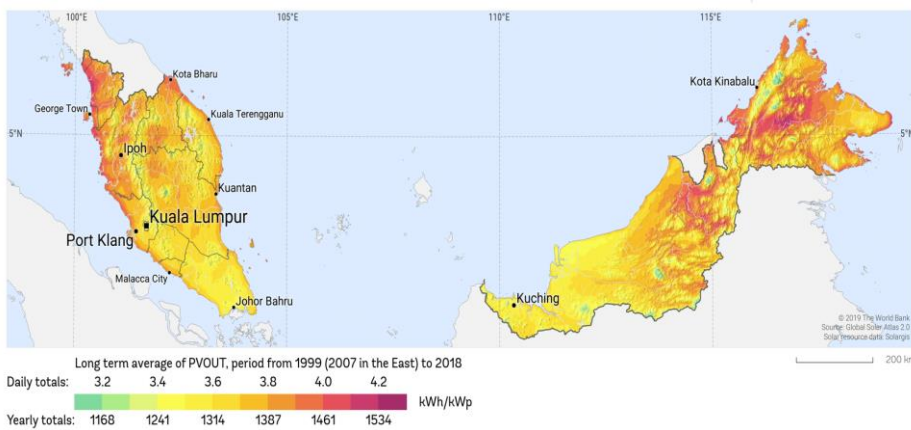 100°E 105°E 110°E 115°E
Kota Bharu
Kota Kinabalu
George Town
Kuala Terengganu
5°N 5°N
Ipoh
Kuantan
Kuala Lumpur
Port Klang
Malacca City
Johor Bahru
Kuching
© 2019 The World Bank
Source: Global Solar Atlas 2.0
Solar resource data: Solargis
200 km
Long term average of PVOUT, period from 1999 (2007 in the East) to 2018
Daily totals: 3.2 3.4 3.6 3.8 4.0 4.2
kWh/kWp
Yearly totals: 1168 1241 1314 1387 1461 1534